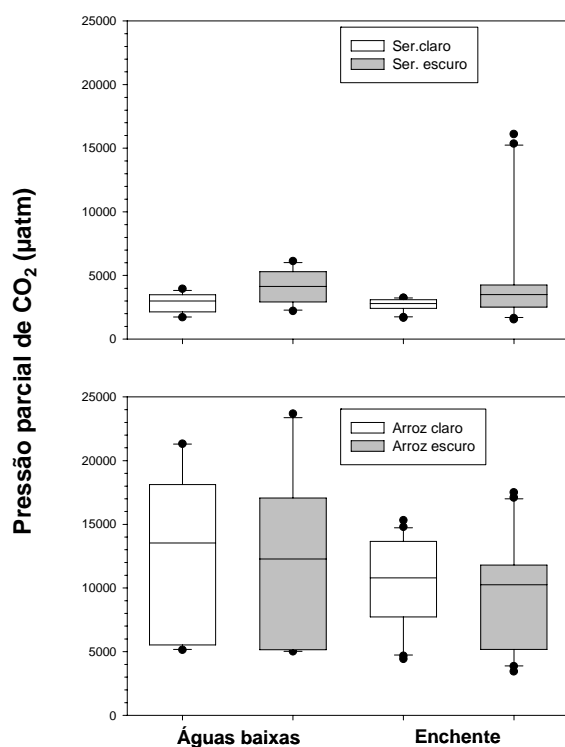 Pressão parcial de CO₂ (µatm)
25000
20000
15000
10000
5000
0
Ser.claro
Ser. escuro
25000
20000
15000
10000
5000
0
Arroz claro
Arroz escuro
Águas baixas
Enchente